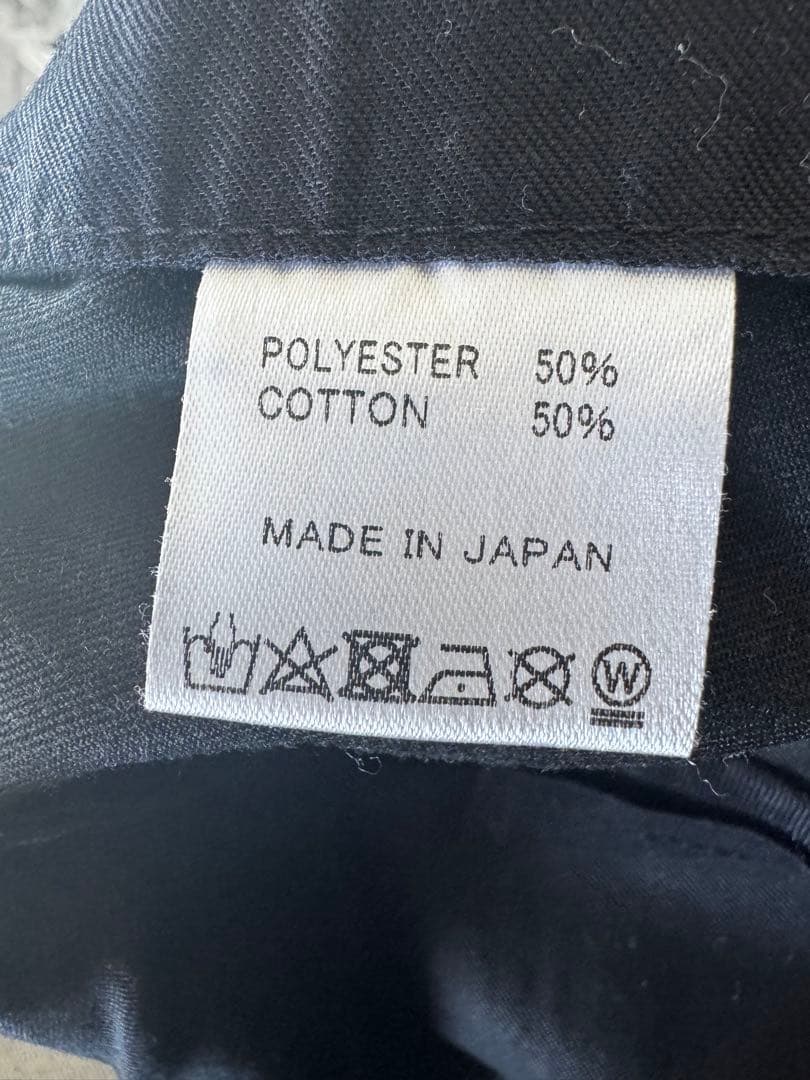 POLYESTER 50%
COTTON 50%
MADE IN JAPAN
W